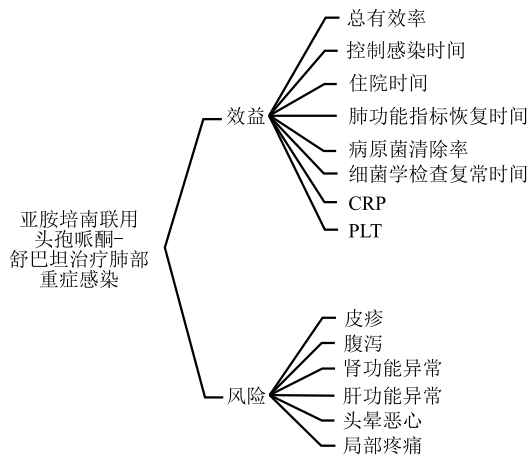 亚胺培南联用
头孢哌酮-
舒巴坦治疗肺部
重症感染
效益
总有效率
控制感染时间
住院时间
肺功能指标恢复时间
病原菌清除率
细菌学检查复常时间
CRP
PLT
风险
皮疹
腹泻
肾功能异常
肝功能异常
头晕恶心
局部疼痛